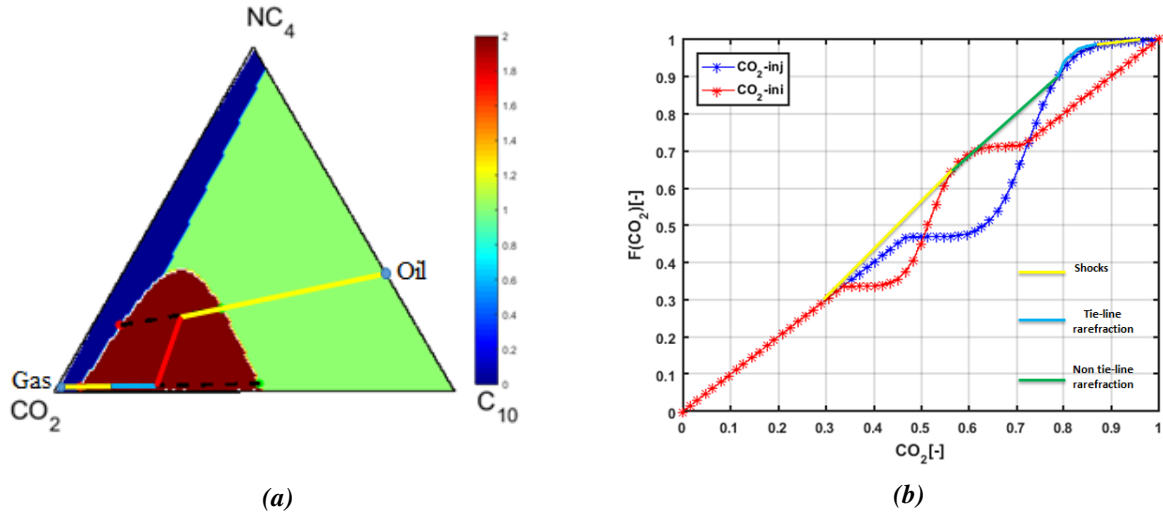 NC4
Oil
Gas
CO2
C10
2
1.8
1.6
1.4
1.2
1
0.8
0.6
0.4
0.2
0
(a)
CO2-inj
CO2-ini
1
0.9
0.8
0.7
0.6
0.5
0.4
0.3
0.2
0.1
0
F(CO2)[-]
Shocks
Tie-line
rarefraction
Non tie-line
rarefraction
0 0.1 0.2 0.3 0.4 0.5 0.6 0.7 0.8 0.9 1
CO2[-]
(b)